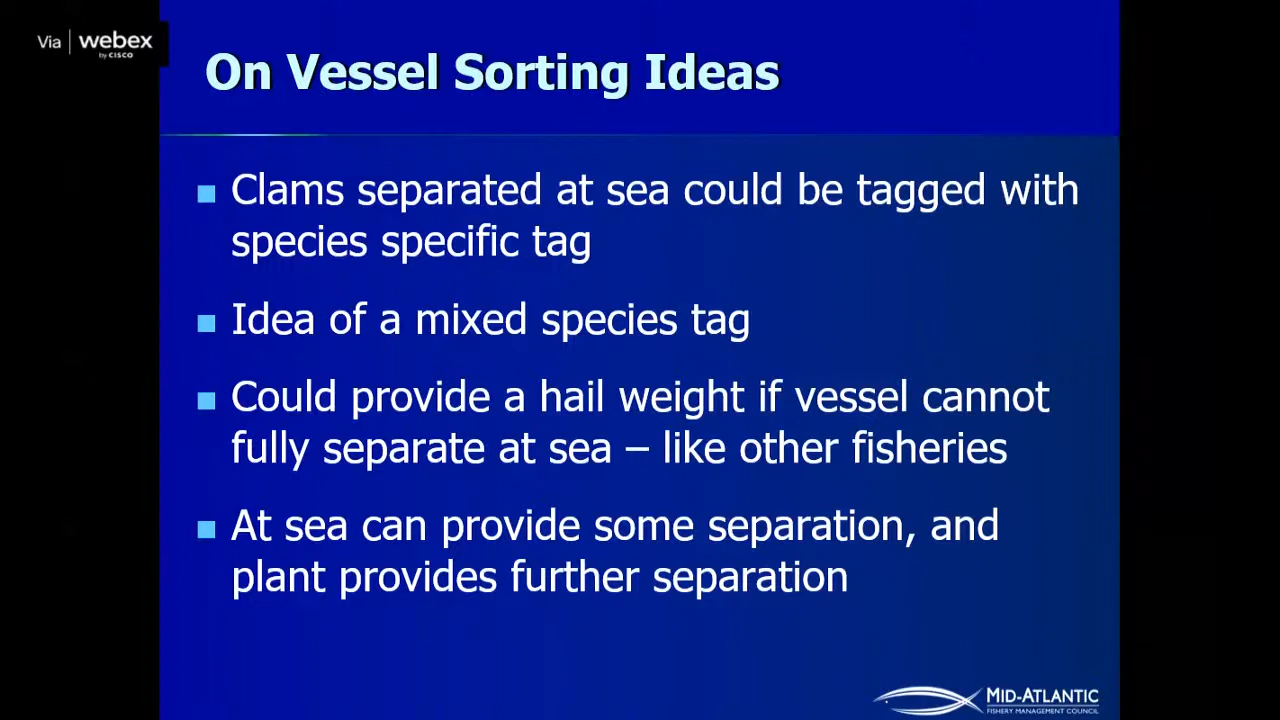 Via webex
by CISCO
On Vessel Sorting Ideas
Clams separated at sea could be tagged with
species specific tag
Idea of a mixed species tag
Could provide a hail weight if vessel cannot
fully separate at sea – like other fisheries
At sea can provide some separation, and
plant provides further separation
MID-ATLANTIC
FISHERY MANAGEMENT COUNCIL